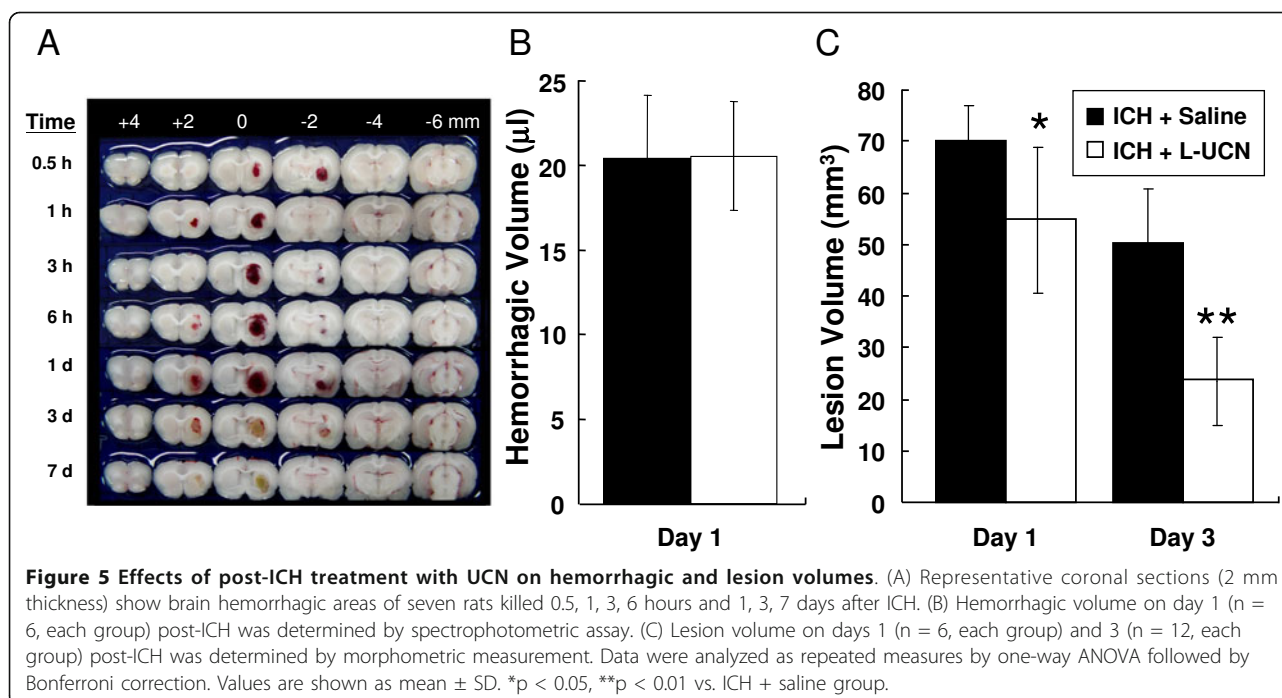 A
Time
+4 +2 0 -2 -4 -6 mm
0.5 h
1 h
3 h
6 h
1 d
3 d
7 d
B
Hemorrhagic Volume (µl)
25
20
15
10
5
0
Day 1
C
Lesion Volume (mm³)
80
70
60
50
40
30
20
10
0
ICH + Saline
ICH + L-UCN
*
**
Day 1 Day 3
Figure 5 Effects of post-ICH treatment with UCN on hemorrhagic and lesion volumes. (A) Representative coronal sections (2 mm
thickness) show brain hemorrhagic areas of seven rats killed 0.5, 1, 3, 6 hours and 1, 3, 7 days after ICH. (B) Hemorrhagic volume on day 1 (n =
6, each group) post-ICH was determined by spectrophotometric assay. (C) Lesion volume on days 1 (n = 6, each group) and 3 (n = 12, each
group) post-ICH was determined by morphometric measurement. Data were analyzed as repeated measures by one-way ANOVA followed by
Bonferroni correction. Values are shown as mean ± SD. *p < 0.05, **p < 0.01 vs. ICH + saline group.